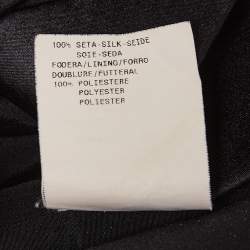 100% SETA-SILK-SEIDE
SOIE-SEDA
FODERA/LINING/FORRO
DOUBLURE/FUTTERAL
100% POLIESTERE
POLYESTER
POLIESTER